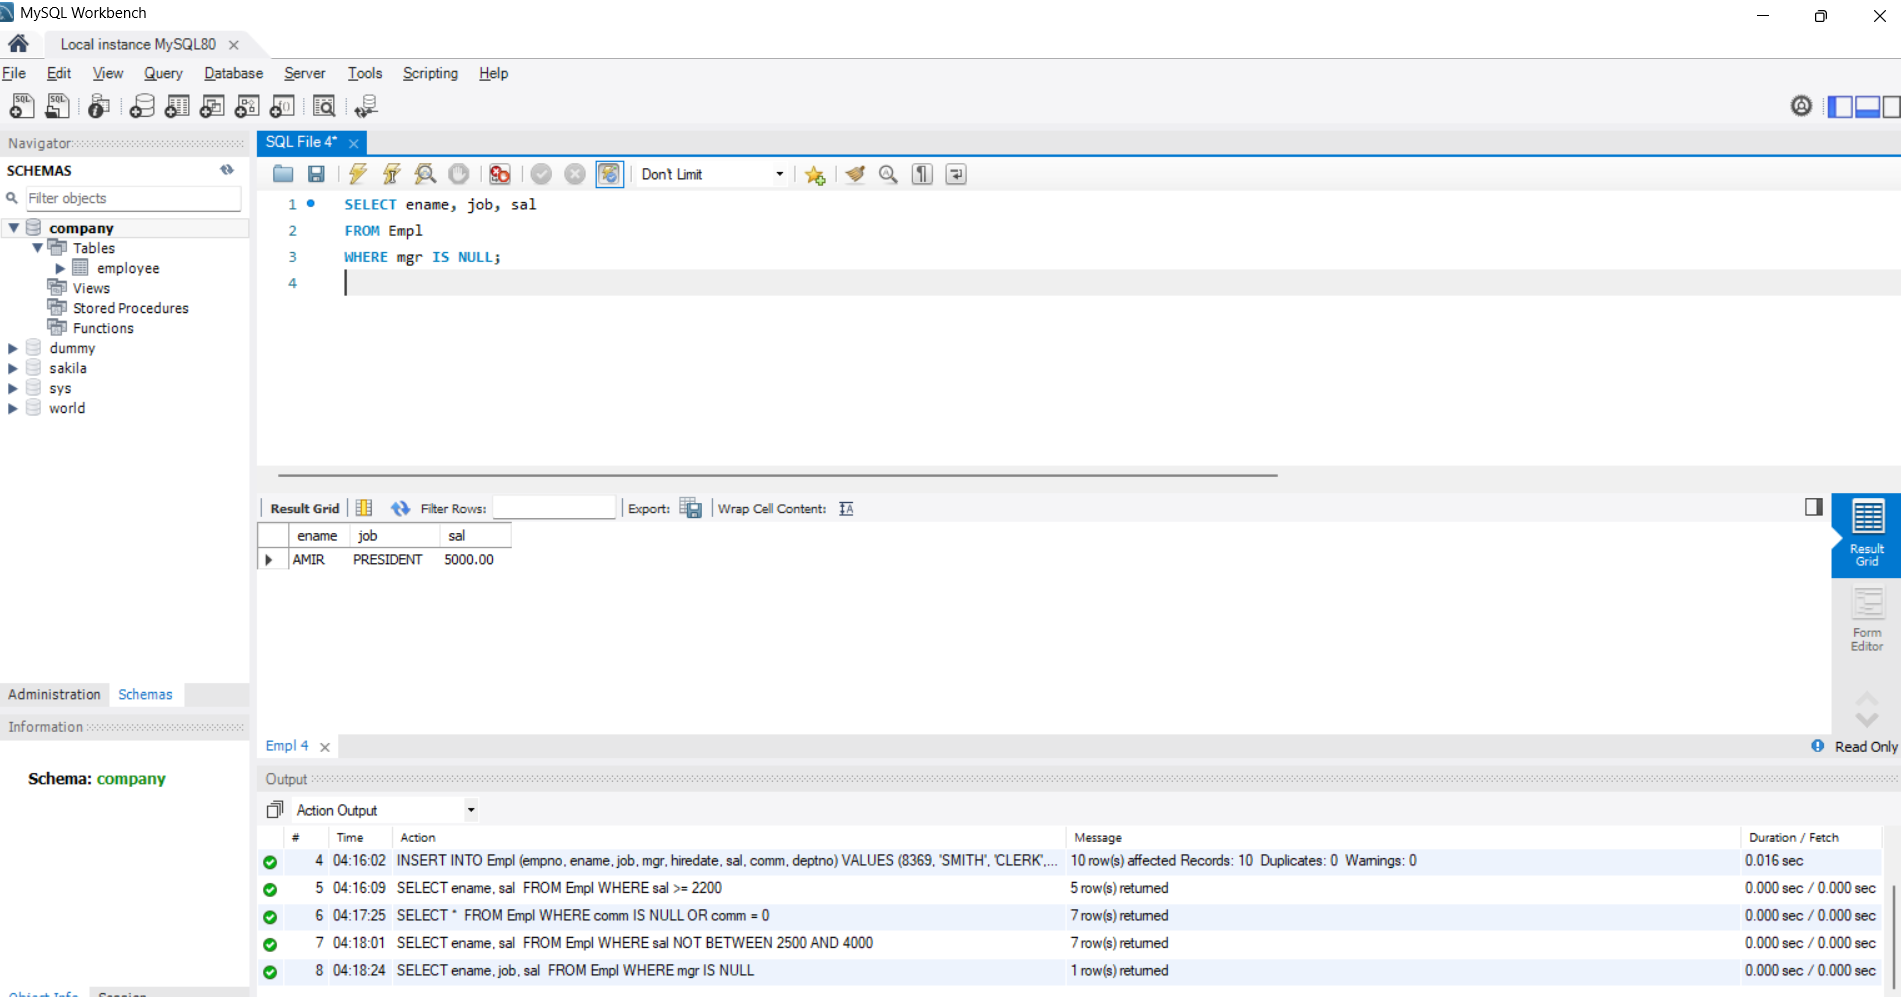 MySQL Workbench
Local instance MySQL80
File Edit View Query Database Server Tools Scripting Help
Navigator
SCHEMAS
Filter objects
company
Tables
employee
Views
Stored Procedures
Functions
dummy
sakila
sys
world
Administration Schemas
Information
Schema: company
Object Info Session
SQL File 4*
Don't Limit
1 SELECT ename, job, sal
2 FROM Empl
3 WHERE mgr IS NULL;
4
Result Grid Filter Rows: Export: Wrap Cell Content:
ename job sal
AMIR PRESIDENT 5000.00
Result
Grid
Form
Editor
Empl 4
Read Only
Output
Action Output
# Time Action Message Duration / Fetch
4 04:16:02 INSERT INTO Empl (empno, ename, job, mgr, hiredate, sal, comm, deptno) VALUES (8369, 'SMITH', 'CLERK',... 10 row(s) affected Records: 10 Duplicates: 0 Warnings: 0 0.016 sec
5 04:16:09 SELECT ename, sal FROM Empl WHERE sal >= 2200 5 row(s) returned 0.000 sec / 0.000 sec
6 04:17:25 SELECT * FROM Empl WHERE comm IS NULL OR comm = 0 7 row(s) returned 0.000 sec / 0.000 sec
7 04:18:01 SELECT ename, sal FROM Empl WHERE sal NOT BETWEEN 2500 AND 4000 7 row(s) returned 0.000 sec / 0.000 sec
8 04:18:24 SELECT ename, job, sal FROM Empl WHERE mgr IS NULL 1 row(s) returned 0.000 sec / 0.000 sec